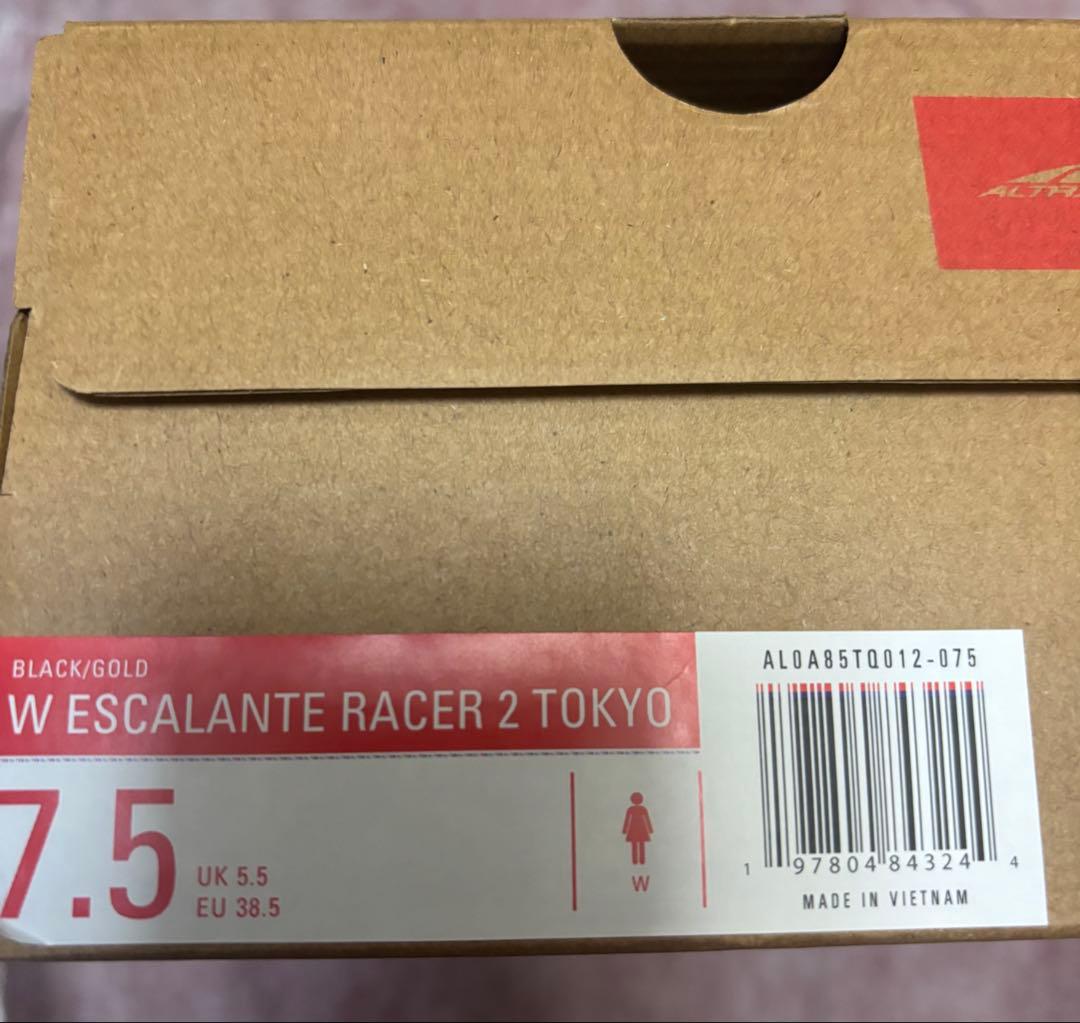 BLACK/GOLD
W ESCALANTE RACER 2 TOKYO
7.5
UK 5.5
EU 38.5
W
AL0A85TQ012-075
1 97804 84324 4
MADE IN VIETNAM